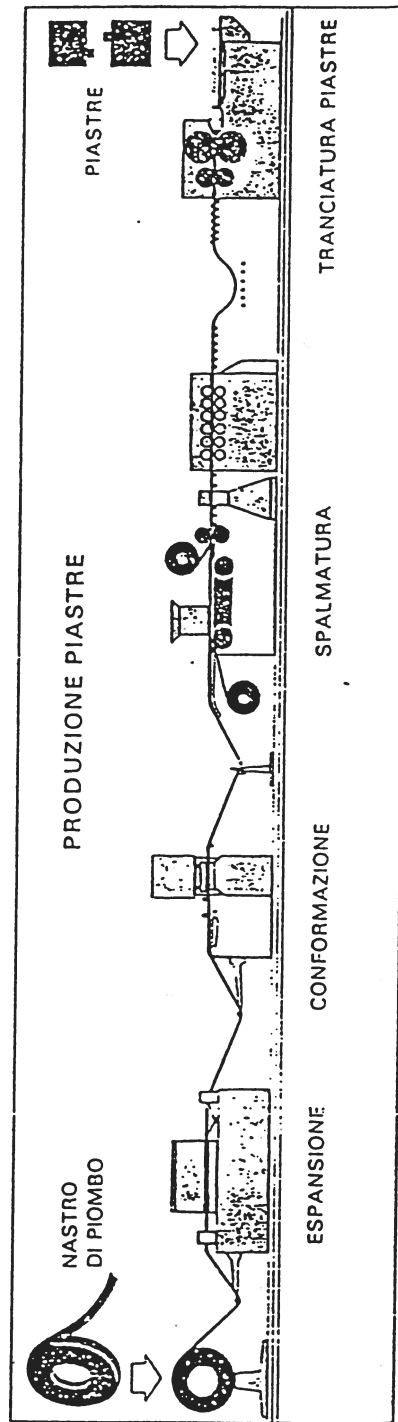 PRODUZIONE PIASTRE
NASTRO
DI PIOMBO
PIASTRE
ESPANSIONE
CONFORMAZIONE
SPALMATURA
TRANCIATURA PIASTRE